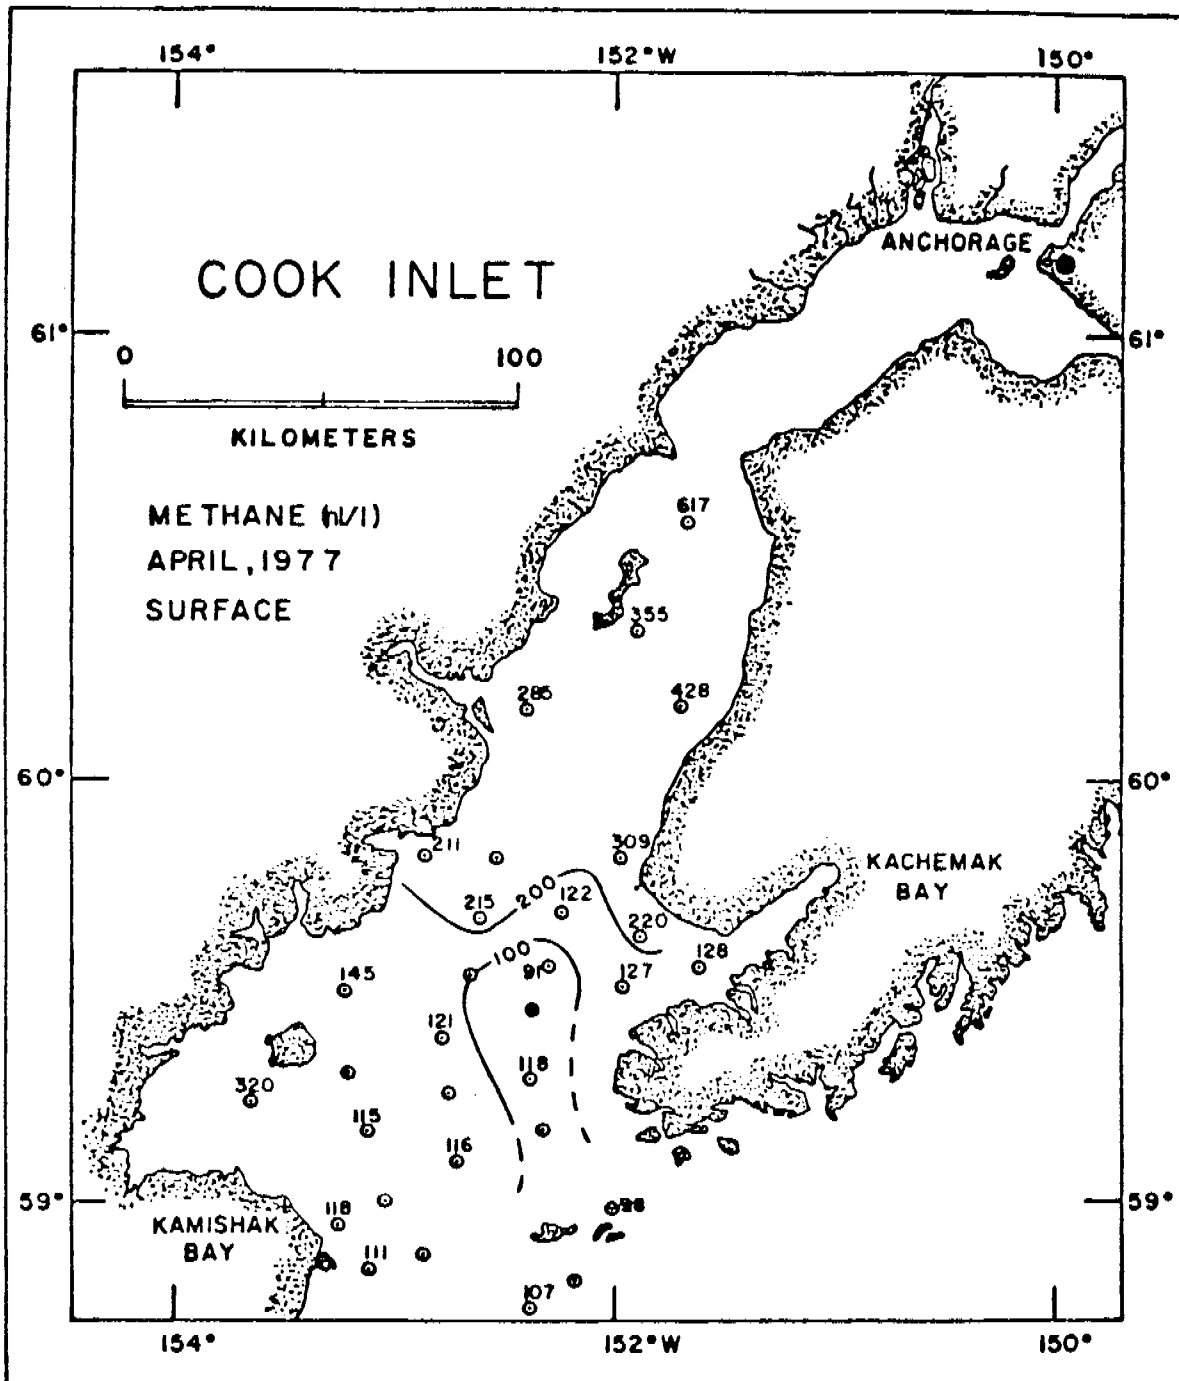 154° 152°W 150°
ANCHORAGE
COOK INLET
61° 61°
0 100
KILOMETERS
METHANE (nl/l)
APRIL, 1977
SURFACE
617
355
285 428
60° 60°
211 309
KACHEMAK
BAY
200
215 122
220
100
128
91
145 127
121
118
320
115
116
59° 59°
118
KAMISHAK
BAY
111
107
154° 152°W 150°